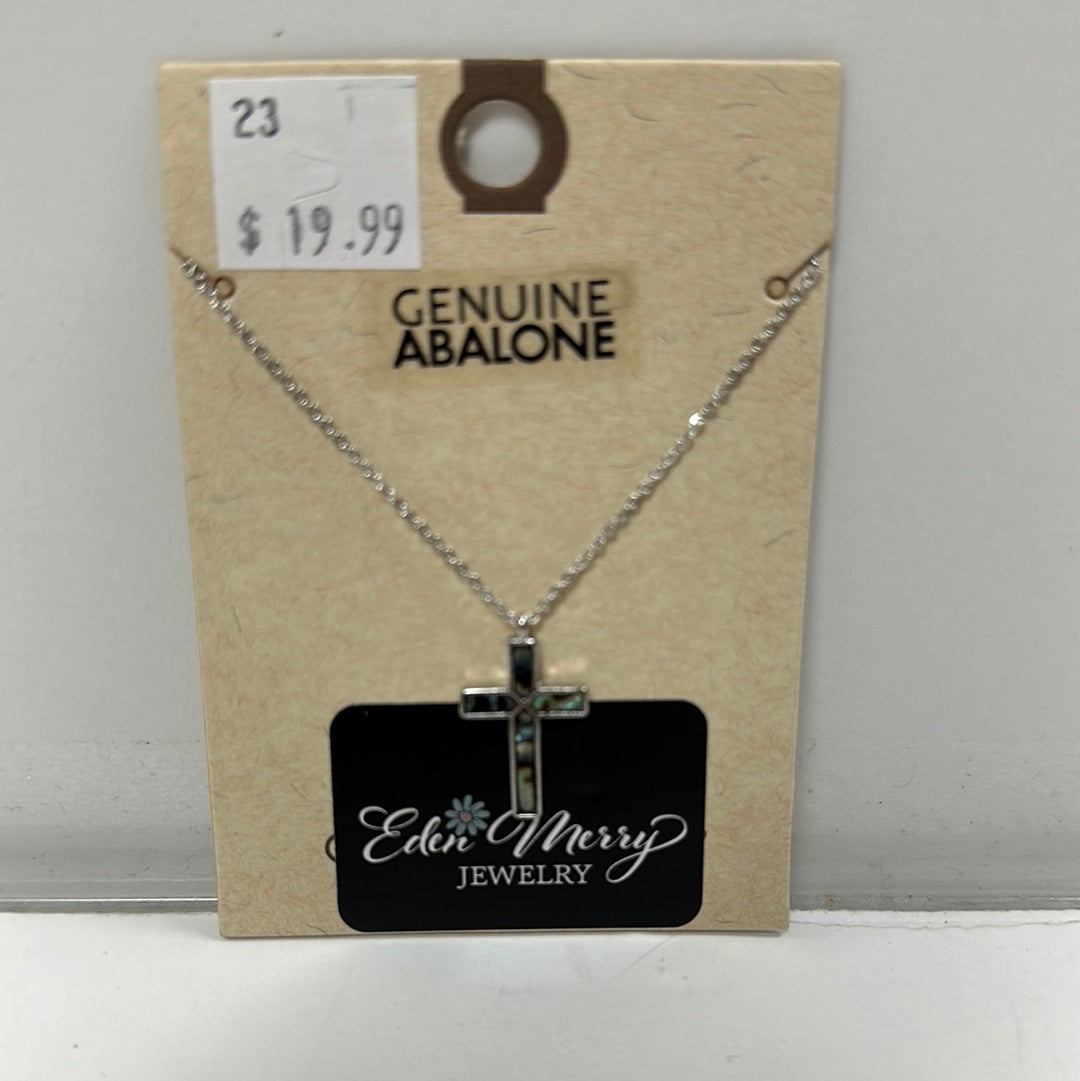 23
$ 19.99
GENUINE
ABALONE
Eden Merry
JEWELRY